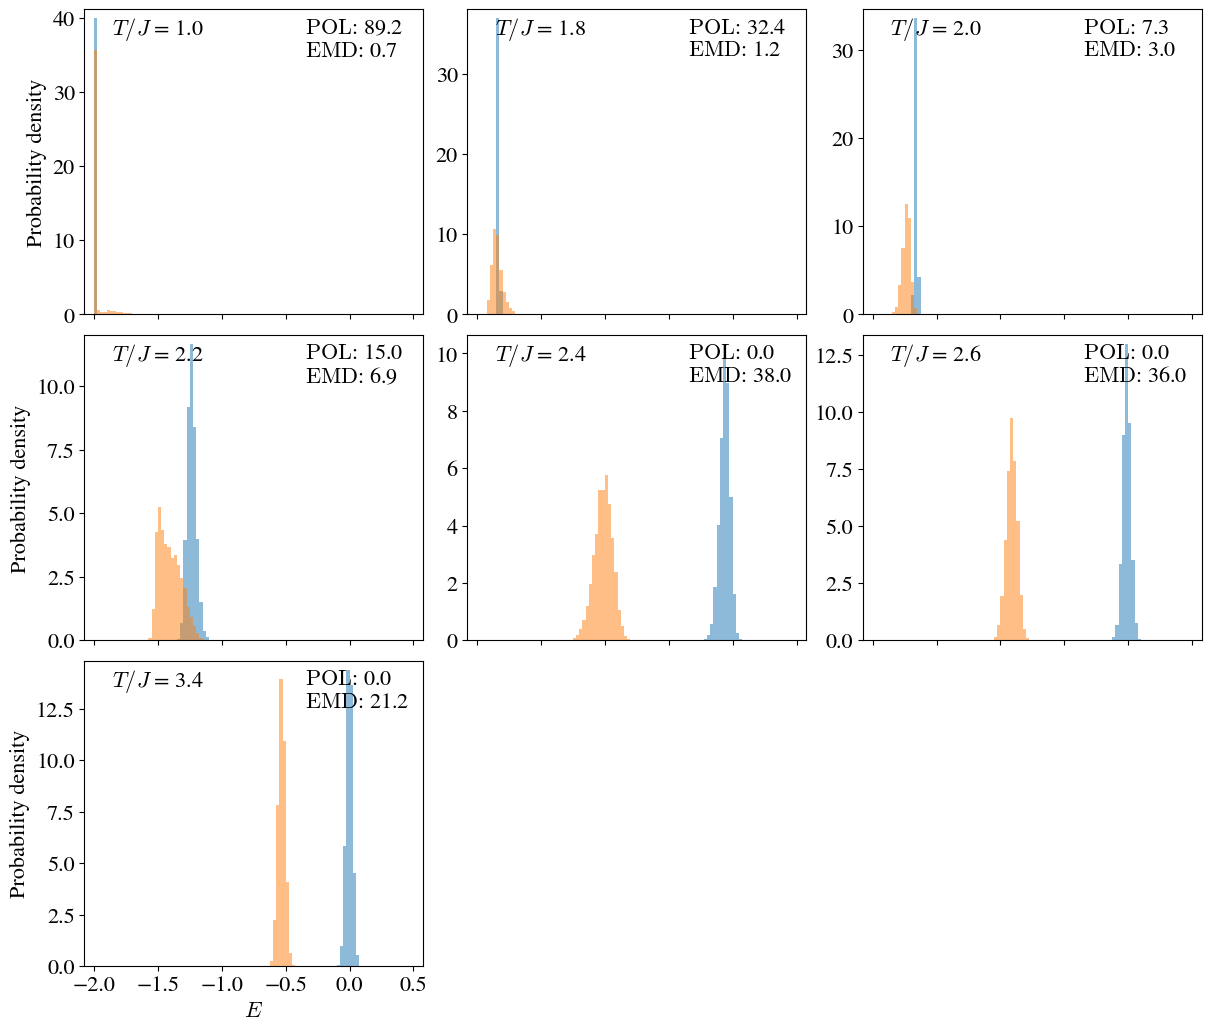 T/J = 1.0
POL: 89.2
EMD: 0.7
40
30
20
10
0
Probability density
T/J = 1.8
POL: 32.4
EMD: 1.2
30
20
10
0
T/J = 2.0
POL: 7.3
EMD: 3.0
30
20
10
0
T/J = 2.2
POL: 15.0
EMD: 6.9
10.0
7.5
5.0
2.5
0.0
Probability density
T/J = 2.4
POL: 0.0
EMD: 38.0
10
8
6
4
2
0
T/J = 2.6
POL: 0.0
EMD: 36.0
12.5
10.0
7.5
5.0
2.5
0.0
T/J = 3.4
POL: 0.0
EMD: 21.2
12.5
10.0
7.5
5.0
2.5
0.0
Probability density
−2.0 −1.5 −1.0 −0.5 0.0 0.5
E